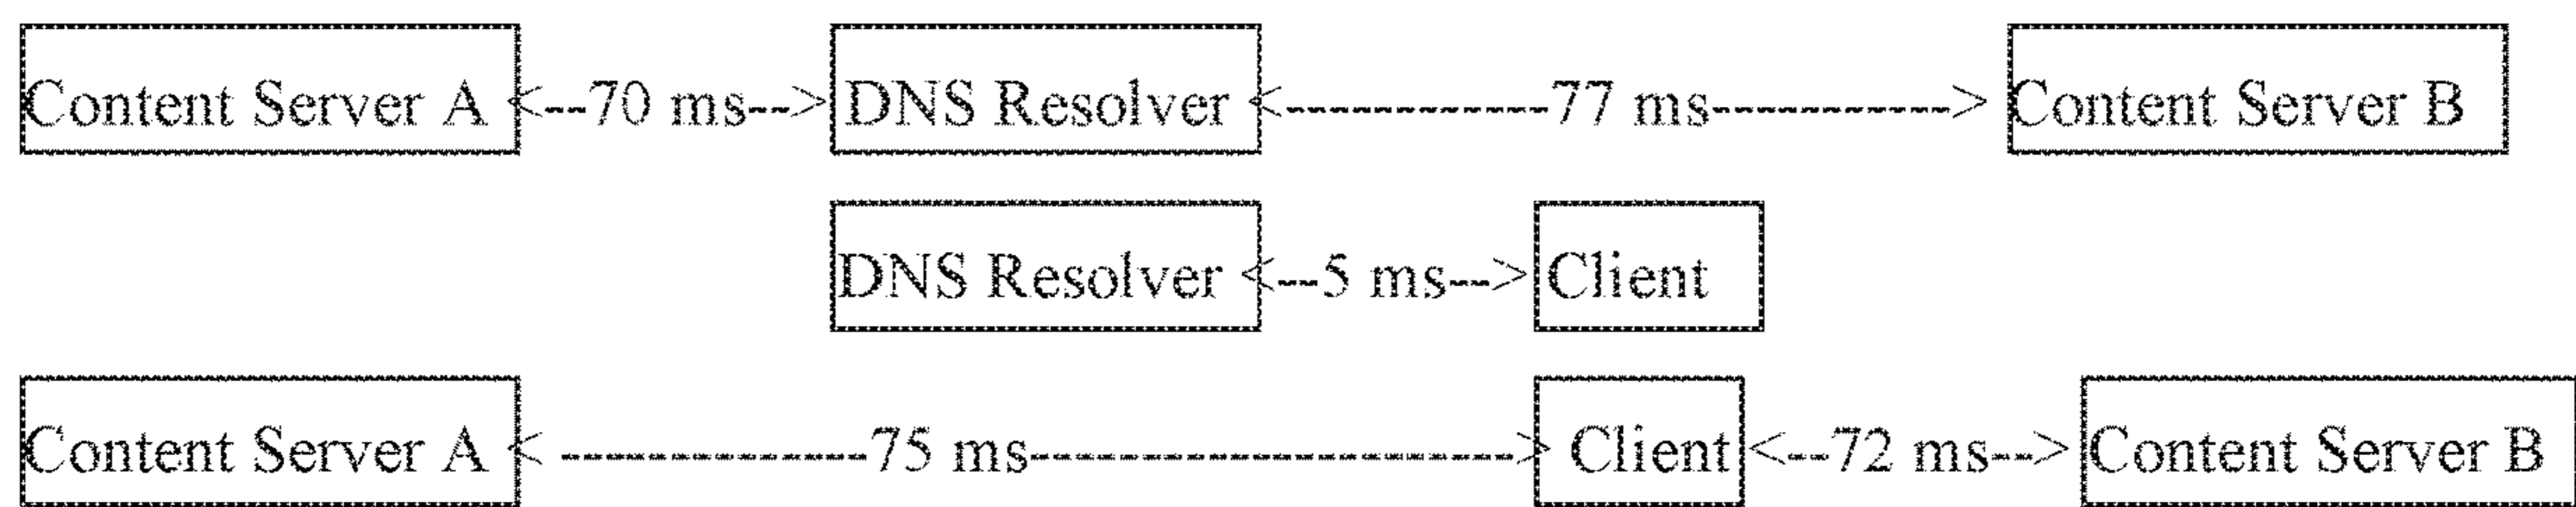 Content Server A <--70 ms--> DNS Resolver <-----------77 ms-----------> Content Server B
DNS Resolver <--5 ms--> Client
Content Server A < ---------------75 ms------------------------> Client <--72 ms--> Content Server B